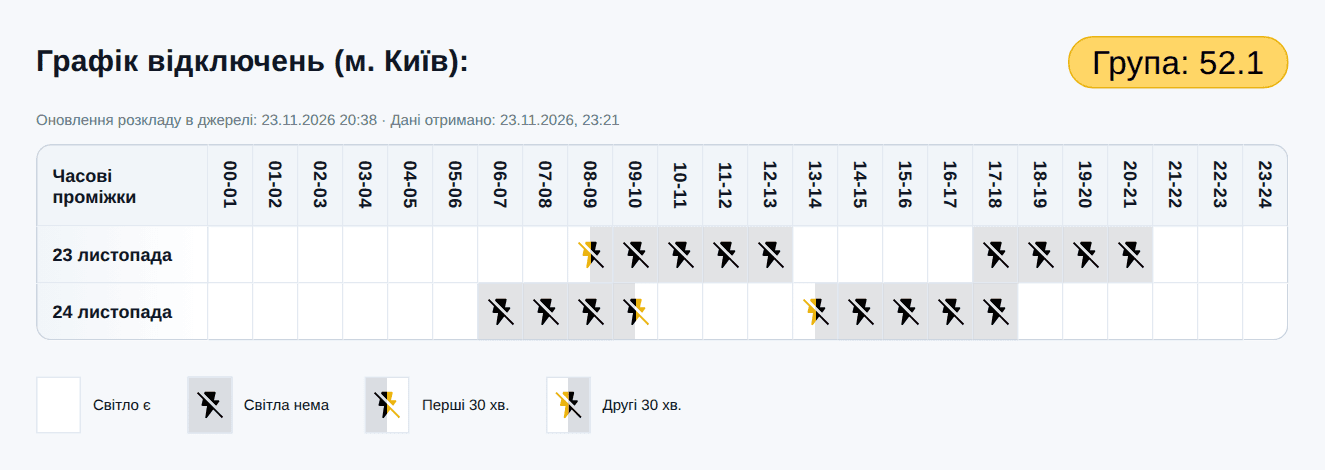 Графік відключень (м. Київ):
Група: 52.1
Оновлення розкладу в джерелі: 23.11.2026 20:38 · Дані отримано: 23.11.2026, 23:21
Часові
проміжки
00-01
01-02
02-03
03-04
04-05
05-06
06-07
07-08
08-09
09-10
10-11
11-12
12-13
13-14
14-15
15-16
16-17
17-18
18-19
19-20
20-21
21-22
22-23
23-24
23 листопада
24 листопада
Світло є
Світла нема
Перші 30 хв.
Другі 30 хв.